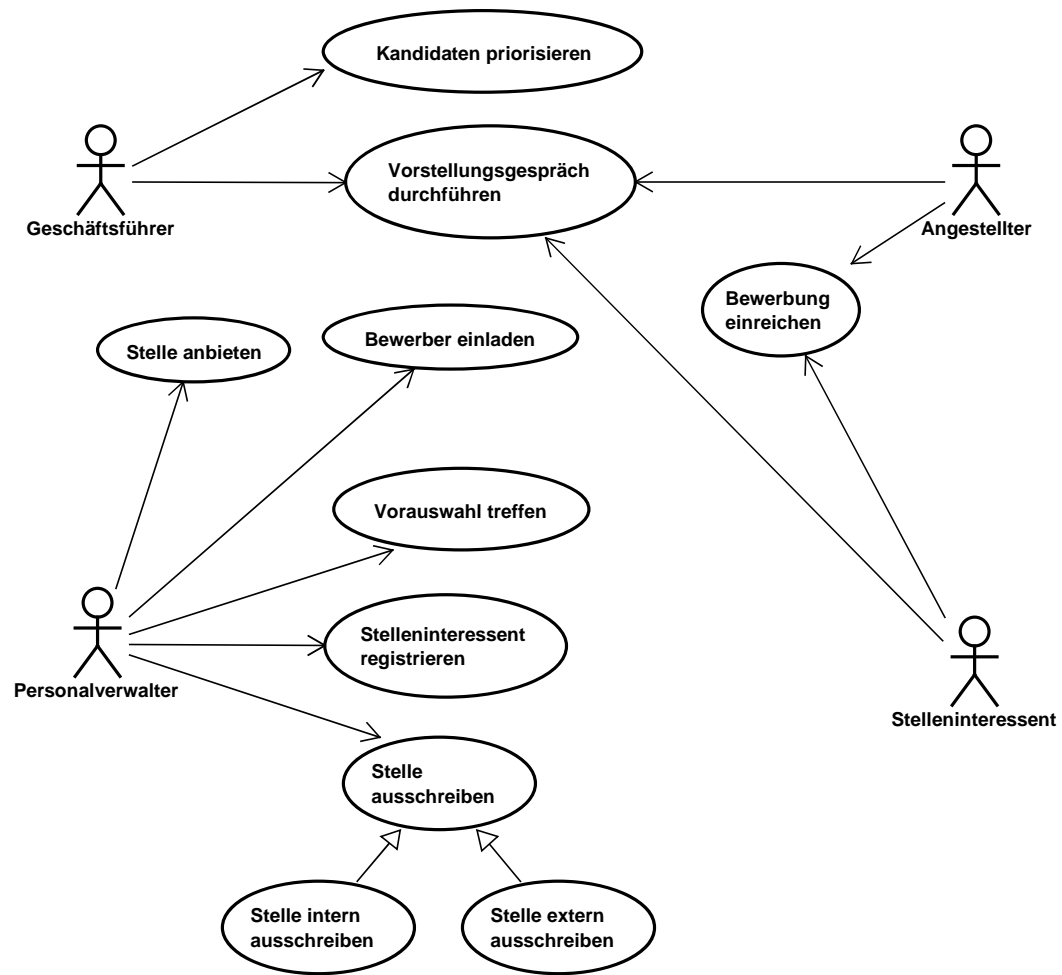 Kandidaten priorisieren
Vorstellungsgespräch
durchführen
Geschäftsführer
Angestellter
Bewerbung
einreichen
Bewerber einladen
Stelle anbieten
Vorauswahl treffen
Stelleninteressent
registrieren
Personalverwalter
Stelleninteressent
Stelle
ausschreiben
Stelle intern
ausschreiben
Stelle extern
ausschreiben